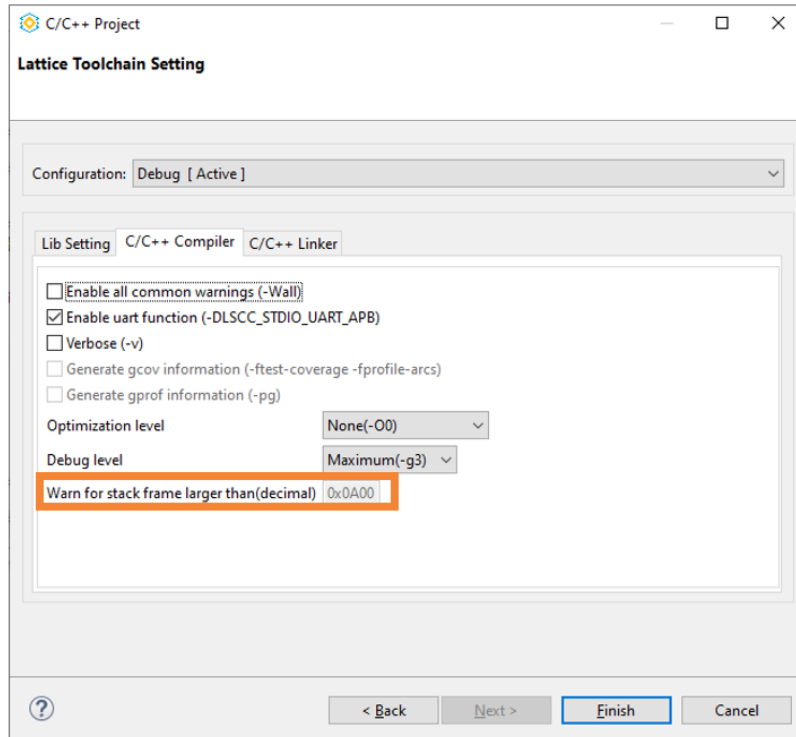 C/C++ Project
Lattice Toolchain Setting
Configuration: Debug [ Active ]
Lib Setting C/C++ Compiler C/C++ Linker
Enable all common warnings (-Wall)
Enable uart function (-DLSCC_STDIO_UART_APB)
Verbose (-v)
Generate gcov information (-ftest-coverage -fprofile-arcs)
Generate gprof information (-pg)
Optimization level None(-O0)
Debug level Maximum(-g3)
Warn for stack frame larger than(decimal) 0x0A00
? < Back Next > Finish Cancel